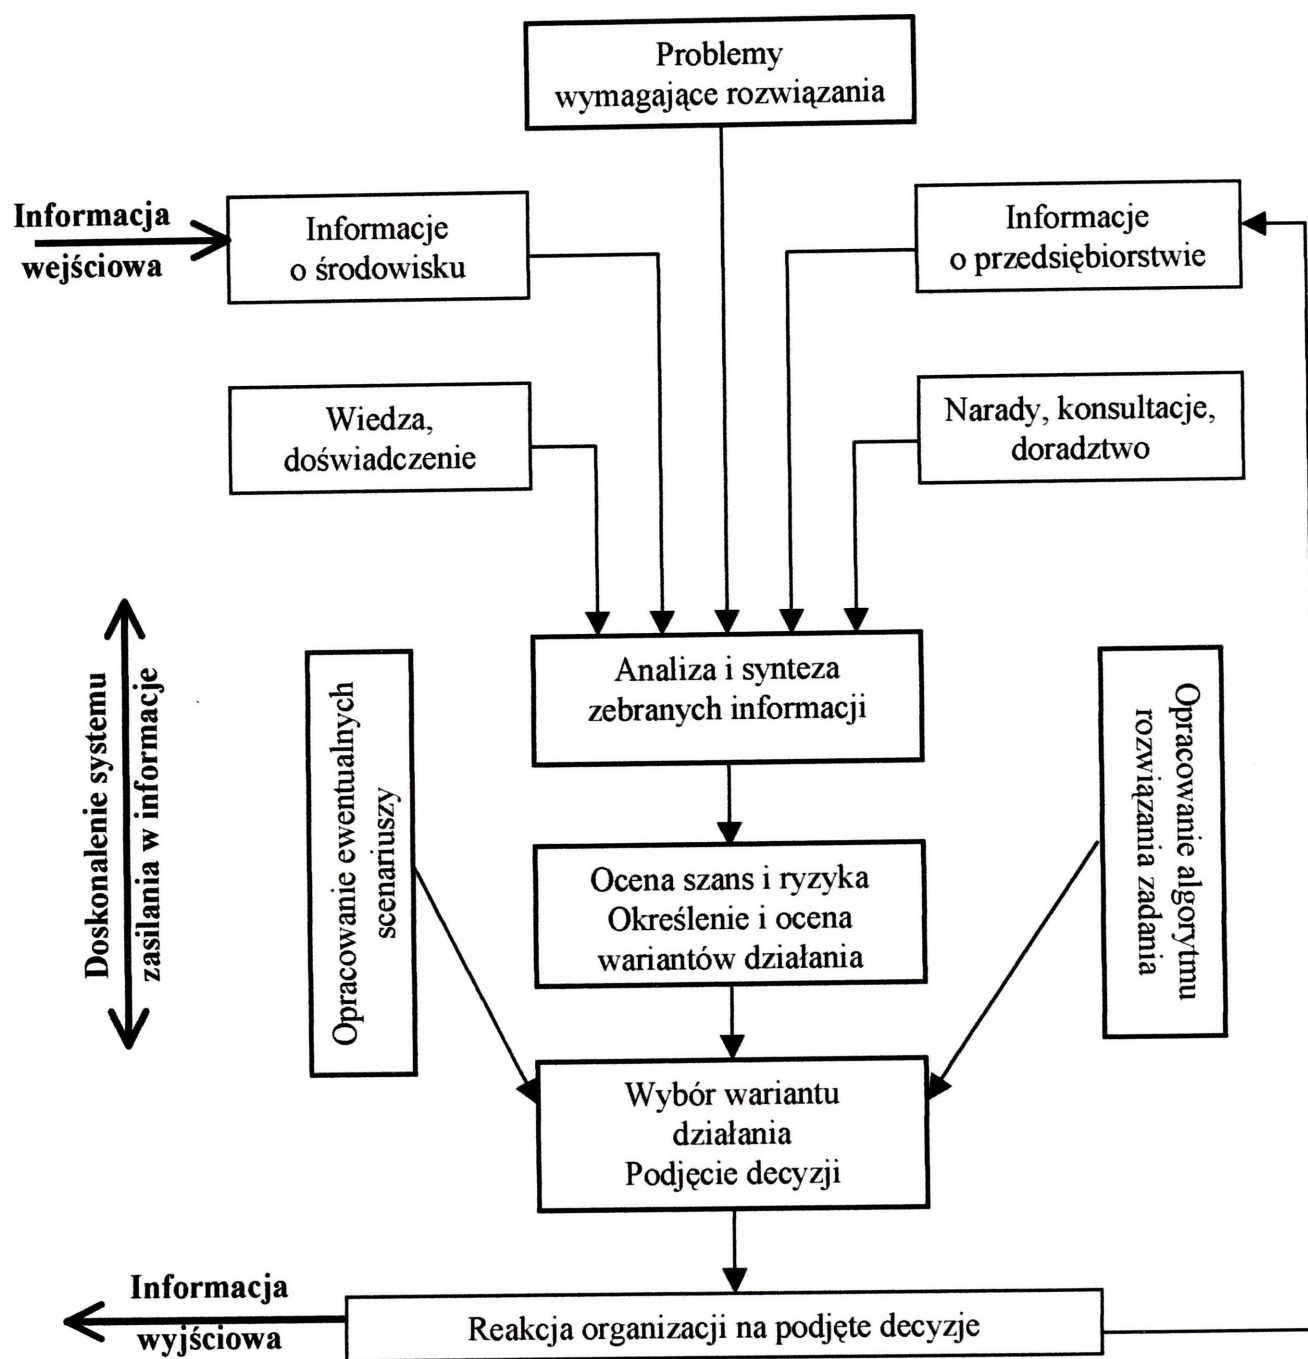 Problemy
wymagające rozwiązania
Informacja
wejściowa
Informacje
o środowisku
Informacje
o przedsiębiorstwie
Wiedza,
doświadczenie
Narady, konsultacje,
doradztwo
Doskonalenie systemu
zasilania w informacje
Opracowanie ewentualnych
scenariuszy
Analiza i synteza
zebranych informacji
Opracowanie algorytmu
rozwiązania zadania
Ocena szans i ryzyka
Określenie i ocena
wariantów działania
Wybór wariantu
działania
Podjęcie decyzji
Informacja
wyjściowa
Reakcja organizacji na podjęte decyzje